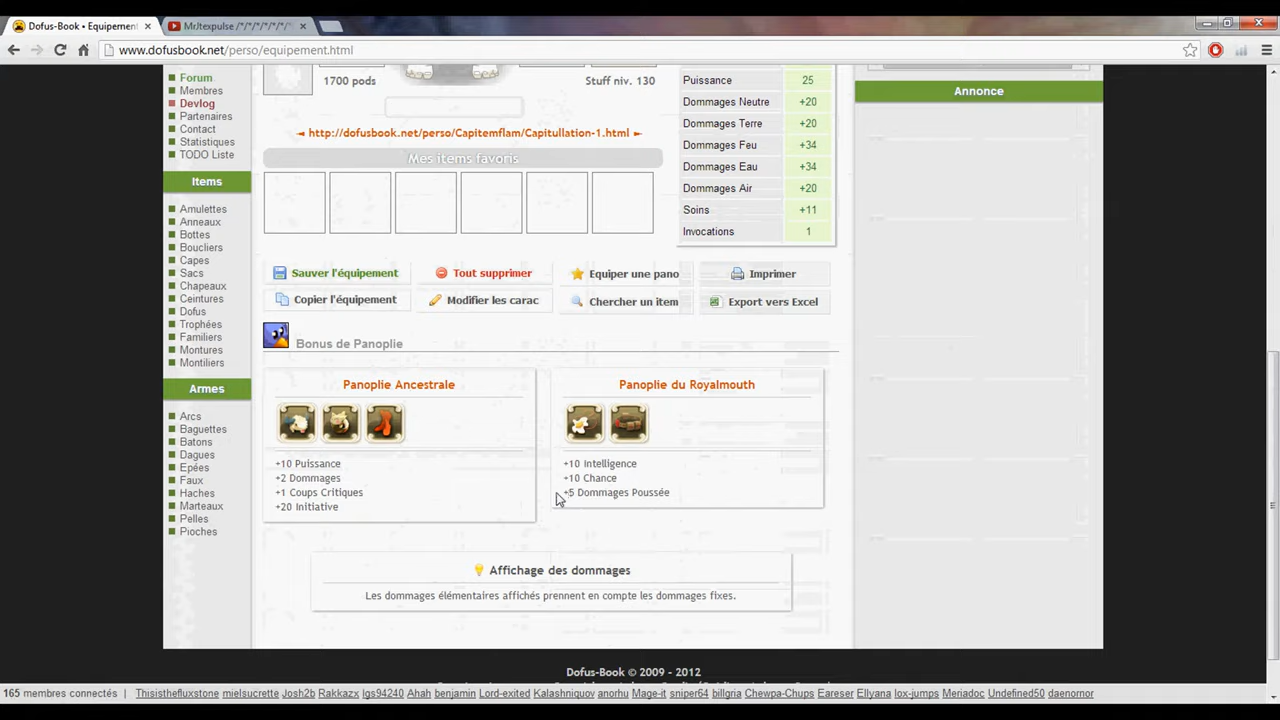 Dofus-Book • Equipemen ×
MrJtexpulse /*/*/*/*/*/*/ ×
www.dofusbook.net/perso/equipement.html
Forum
Membres
Devlog
Partenaires
Contact
Statistiques
TODO Liste
Items
Amulettes
Anneaux
Bottes
Boucliers
Capes
Sacs
Chapeaux
Ceintures
Dofus
Trophées
Familiers
Montures
Montiliers
Armes
Arcs
Baguettes
Batons
Dagues
Epées
Faux
Haches
Marteaux
Pelles
Pioches
1700 pods
Stuff niv. 130
◄ http://dofusbook.net/perso/Capitemflam/Capitullation-1.html ►
Mes items favoris
Puissance 25
Dommages Neutre +20
Dommages Terre +20
Dommages Feu +34
Dommages Eau +34
Dommages Air +20
Soins +11
Invocations 1
Annonce
Sauver l'équipement
Tout supprimer
Equiper une pano
Imprimer
Copier l'équipement
Modifier les carac
Chercher un item
Export vers Excel
Bonus de Panoplie
Panoplie Ancestrale
+10 Puissance
+2 Dommages
+1 Coups Critiques
+20 Initiative
Panoplie du Royalmouth
+10 Intelligence
+10 Chance
+5 Dommages Poussée
Affichage des dommages
Les dommages élémentaires affichés prennent en compte les dommages fixes.
Dofus-Book © 2009 - 2012
165 membres connectés | Thisisthefluxstone mielsucrette Josh2b Rakkazx lgs94240 Ahah benjamin Lord-exited Kalashniquov anorhu Mage-it sniper64 billgria Chewpa-Chups Eareser Ellyana lox-jumps Meriadoc Undefined50 daenornor